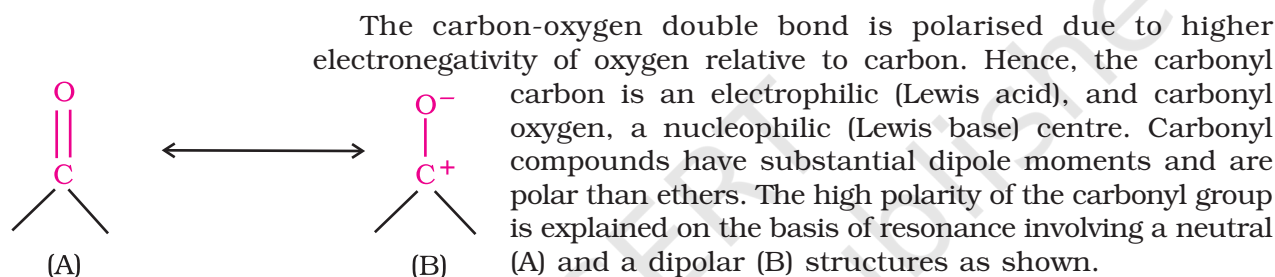 The carbon-oxygen double bond is polarised due to higher
electronegativity of oxygen relative to carbon. Hence, the carbonyl
carbon is an electrophilic (Lewis acid), and carbonyl
oxygen, a nucleophilic (Lewis base) centre. Carbonyl
compounds have substantial dipole moments and are
polar than ethers. The high polarity of the carbonyl group
is explained on the basis of resonance involving a neutral
(A) and a dipolar (B) structures as shown.
O
C
(A)
O⁻
C⁺
(B)